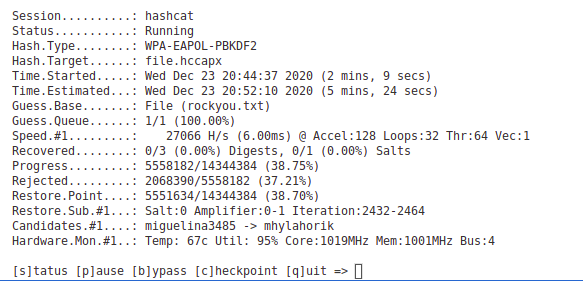 Session..........: hashcat
Status...........: Running
Hash.Type........: WPA-EAPOL-PBKDF2
Hash.Target......: file.hccapx
Time.Started.....: Wed Dec 23 20:44:37 2020 (2 mins, 9 secs)
Time.Estimated...: Wed Dec 23 20:52:10 2020 (5 mins, 24 secs)
Guess.Base.......: File (rockyou.txt)
Guess.Queue......: 1/1 (100.00%)
Speed.#1.........:    27066 H/s (6.00ms) @ Accel:128 Loops:32 Thr:64 Vec:1
Recovered........: 0/3 (0.00%) Digests, 0/1 (0.00%) Salts
Progress.........: 5558182/14344384 (38.75%)
Rejected.........: 2068390/5558182 (37.21%)
Restore.Point....: 5551634/14344384 (38.70%)
Restore.Sub.#1...: Salt:0 Amplifier:0-1 Iteration:2432-2464
Candidates.#1....: miguelina3485 -> mhylahorik
Hardware.Mon.#1..: Temp: 67c Util: 95% Core:1019MHz Mem:1001MHz Bus:4
[s]tatus [p]ause [b]ypass [c]heckpoint [q]uit =>